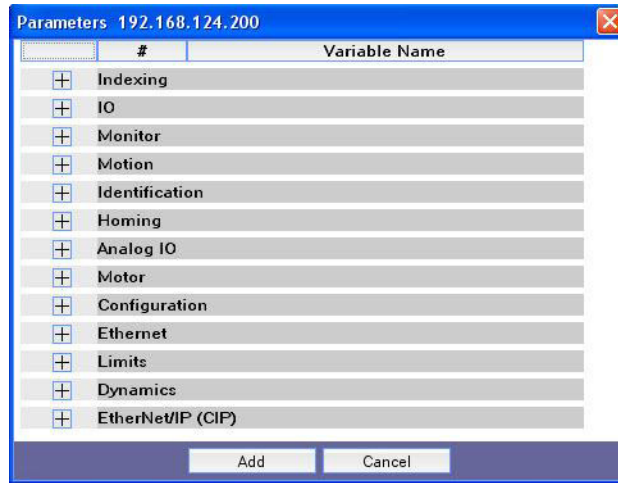 Parameters 192.168.124.200
# Variable Name
Indexing
IO
Monitor
Motion
Identification
Homing
Analog IO
Motor
Configuration
Ethernet
Limits
Dynamics
EtherNet/IP (CIP)
Add Cancel